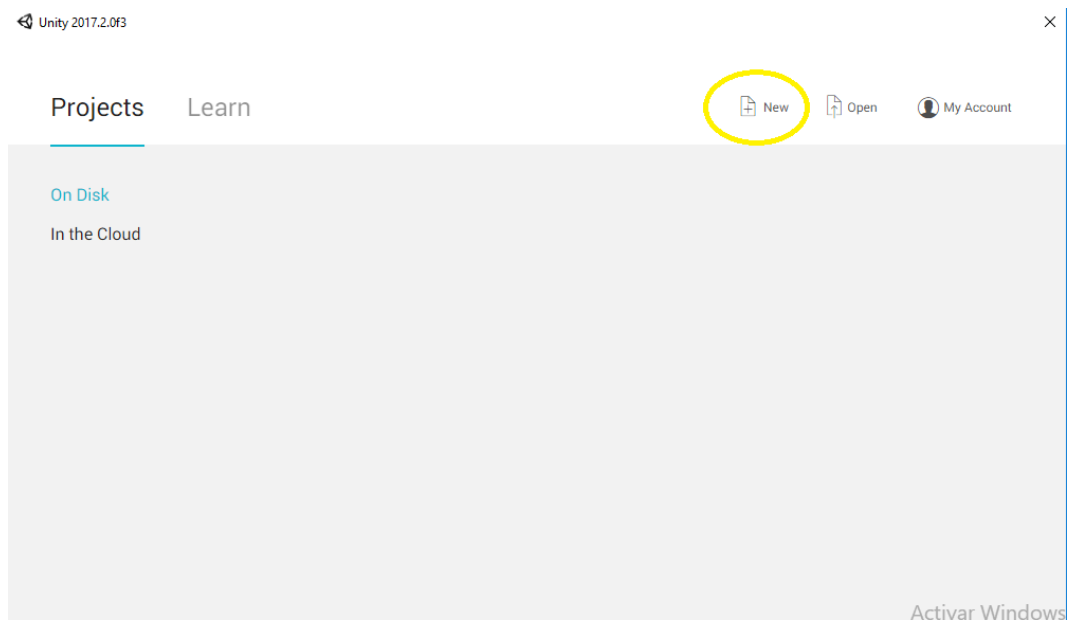 Unity 2017.2.0f3
Projects Learn New Open My Account
On Disk
In the Cloud
Activar Windows